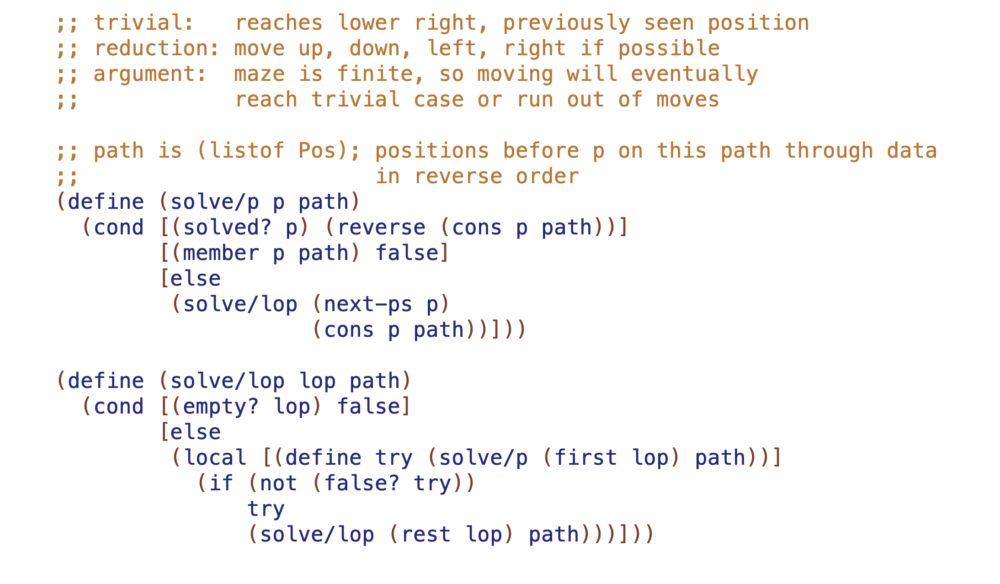 ;; trivial:   reaches lower right, previously seen position
;; reduction: move up, down, left, right if possible
;; argument:  maze is finite, so moving will eventually
;;            reach trivial case or run out of moves

;; path is (listof Pos); positions before p on this path through data
;;                       in reverse order
(define (solve/p p path)
  (cond [(solved? p) (reverse (cons p path))]
        [(member p path) false]
        [else
         (solve/lop (next-ps p)
                    (cons p path))]))

(define (solve/lop lop path)
  (cond [(empty? lop) false]
        [else
         (local [(define try (solve/p (first lop) path))]
           (if (not (false? try))
               try
               (solve/lop (rest lop) path)))]))